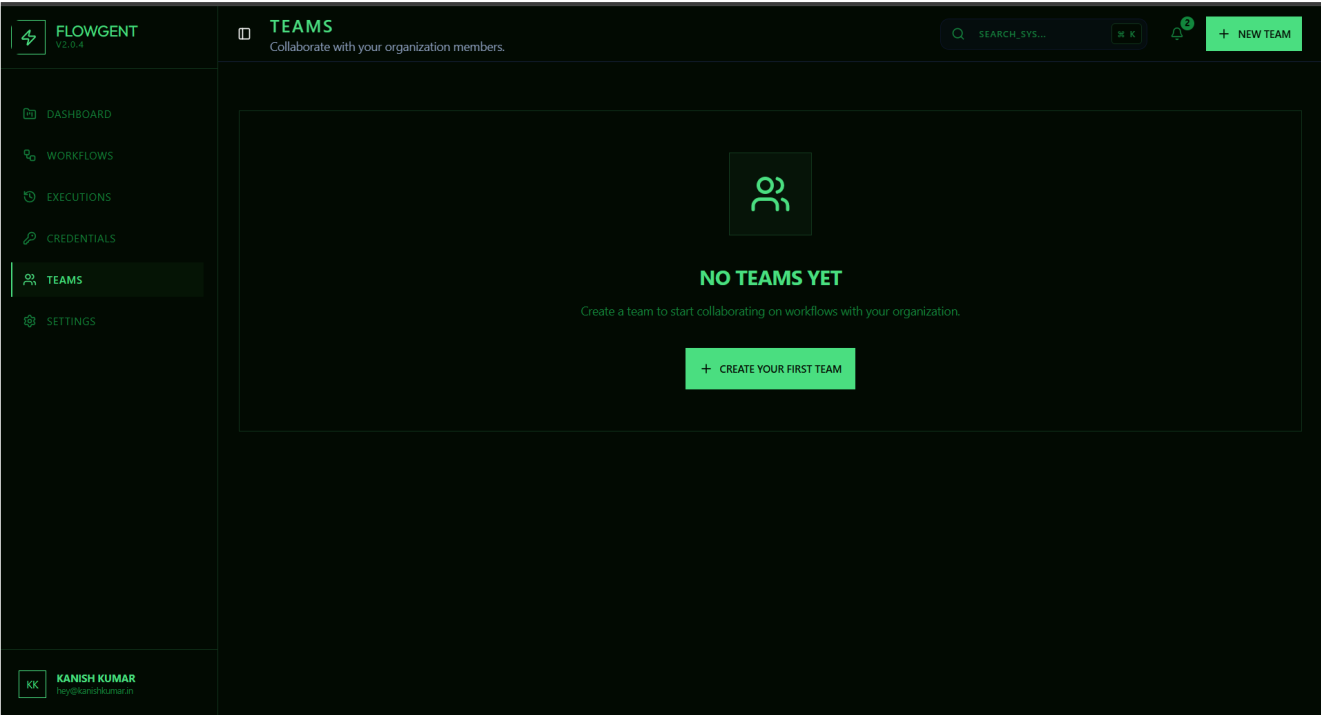 FLOWGENT
V2.0.4
DASHBOARD
WORKFLOWS
EXECUTIONS
CREDENTIALS
TEAMS
SETTINGS
KK
KANISH KUMAR
hey@kanishkumar.in
TEAMS
Collaborate with your organization members.
SEARCH_SYS...
⌘ K
2
+ NEW TEAM
NO TEAMS YET
Create a team to start collaborating on workflows with your organization.
+ CREATE YOUR FIRST TEAM